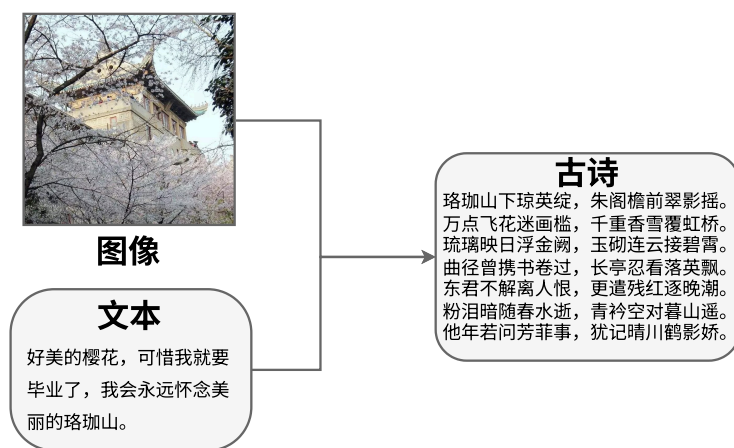 图像
文本
好美的樱花，可惜我就要
毕业了，我会永远怀念美
丽的珞珈山。
古诗
珞珈山下琼英绽，朱阁檐前翠影摇。
万点飞花迷画槛，千重香雪覆虹桥。
琉璃映日浮金阙，玉砌连云接碧霄。
曲径曾携书卷过，长亭忍看落英飘。
东君不解离人恨，更遣残红逐晚潮。
粉泪暗随春水逝，青衿空对暮山遥。
他年若问芳菲事，犹记晴川鹤影娇。